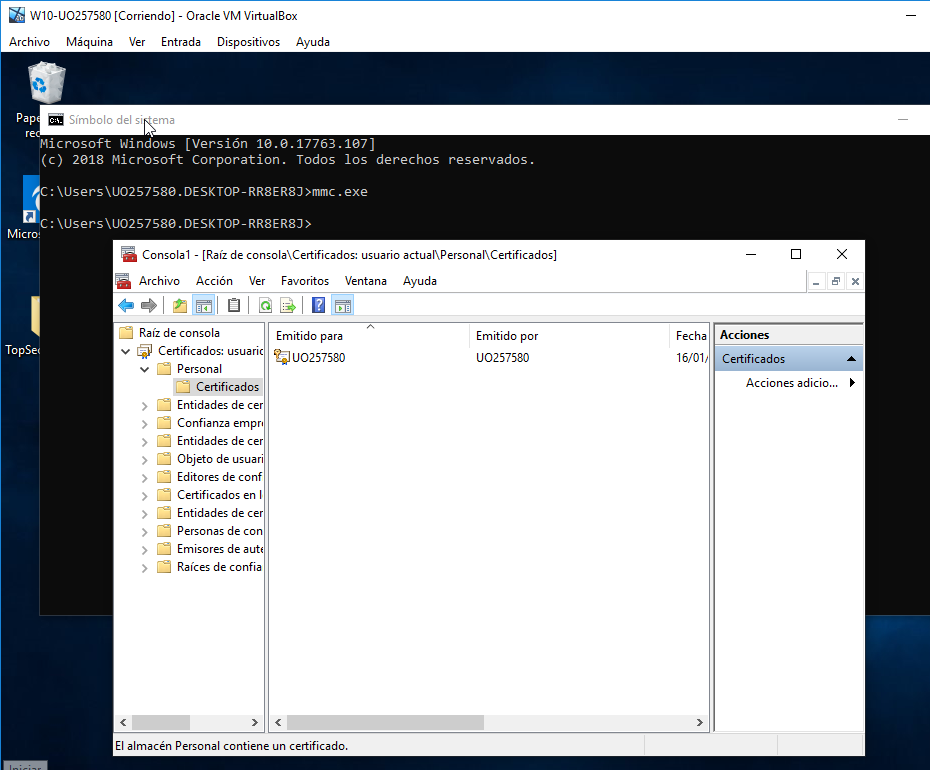 W10-UO257580 [Corriendo] - Oracle VM VirtualBox
Archivo Máquina Ver Entrada Dispositivos Ayuda
Pape
rec
Símbolo del sistema
Microsoft Windows [Versión 10.0.17763.107]
(c) 2018 Microsoft Corporation. Todos los derechos reservados.
C:\Users\UO257580.DESKTOP-RR8ER8J>mmc.exe
C:\Users\UO257580.DESKTOP-RR8ER8J>
Micros
TopSec
Consola1 - [Raíz de consola\Certificados: usuario actual\Personal\Certificados]
Archivo Acción Ver Favoritos Ventana Ayuda
Raíz de consola
Certificados: usuario
Personal
Certificados
Entidades de cer
Confianza empre
Entidades de cer
Objeto de usuari
Editores de conf
Certificados en l
Entidades de cer
Personas de con
Emisores de aute
Raíces de confia
Emitido para Emitido por Fecha
UO257580 UO257580 16/01/
Acciones
Certificados
Acciones adicio...
El almacén Personal contiene un certificado.
Iniciar